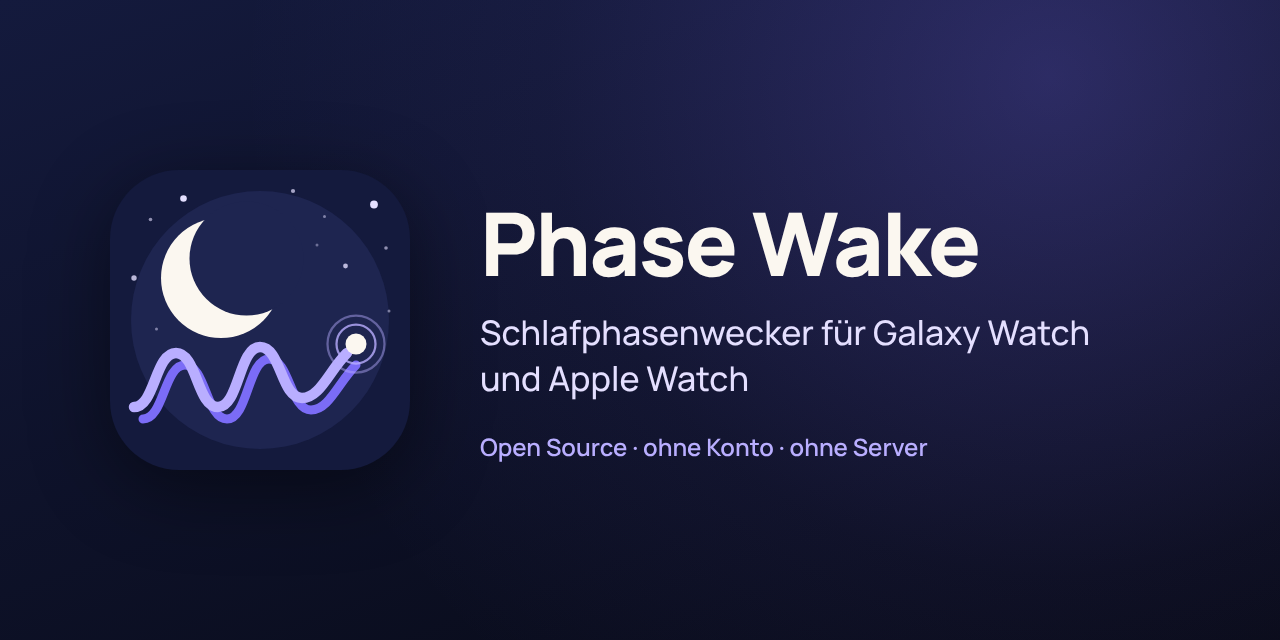 Phase Wake
Schlafphasenwecker für Galaxy Watch
und Apple Watch
Open Source · ohne Konto · ohne Server